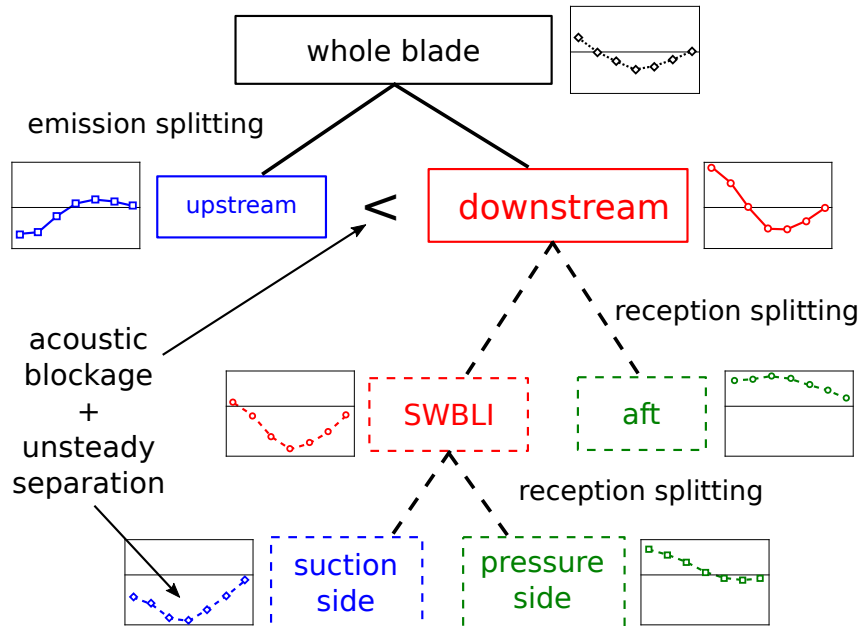 whole blade
emission splitting
upstream
<
downstream
reception splitting
acoustic
blockage
+
unsteady
separation
SWBLI
aft
reception splitting
suction
side
pressure
side